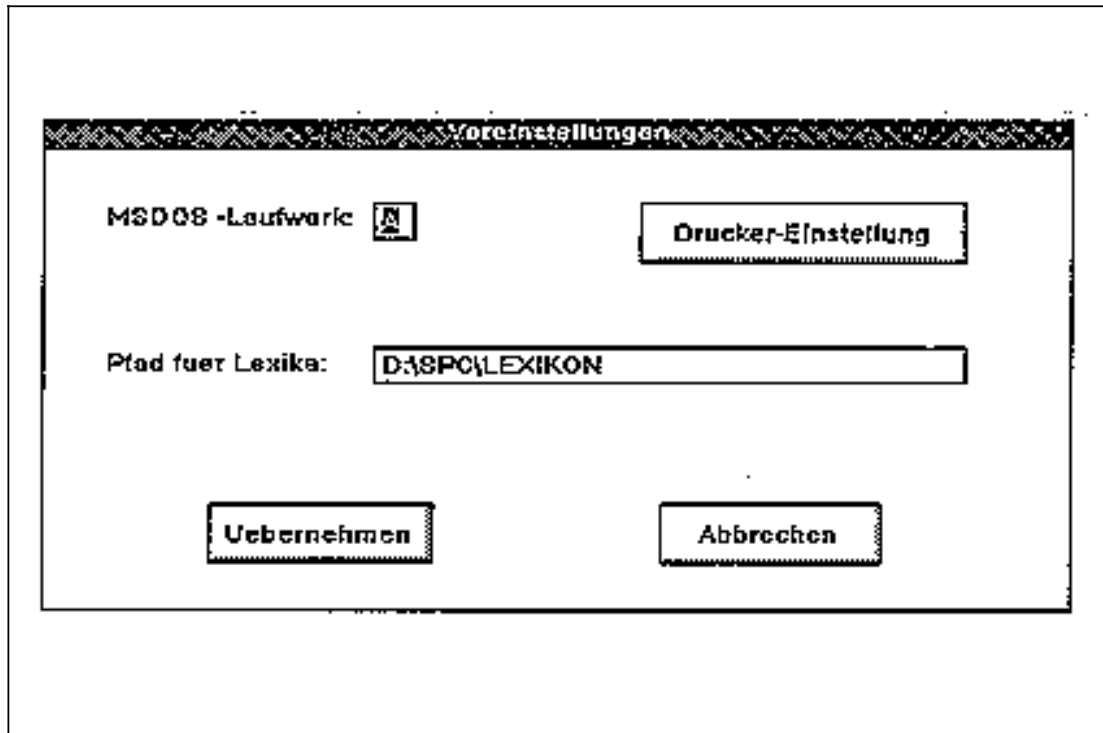 Voreinstellungen
MSDOS -Laufwerk: A
Drucker-Einstellung
Pfad fuer Lexika: D:\SPC\LEXIKON
Uebernehmen Abbrechen